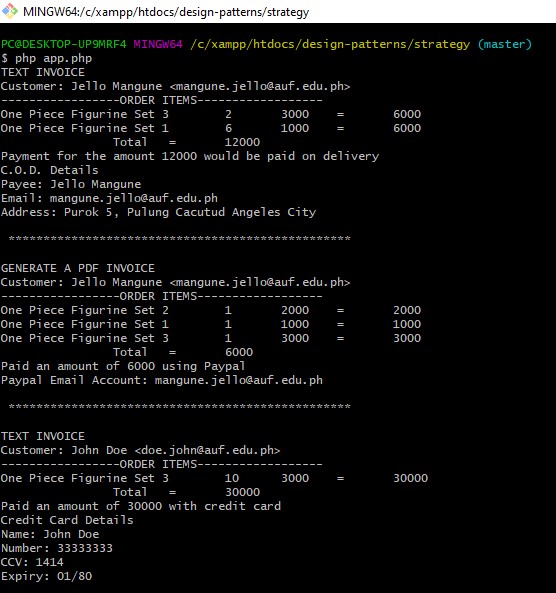 MINGW64:/c/xampp/htdocs/design-patterns/strategy
PC@DESKTOP-UP9MRF4 MINGW64 /c/xampp/htdocs/design-patterns/strategy (master)
$ php app.php
TEXT INVOICE
Customer: Jello Mangune <mangune.jello@auf.edu.ph>
-----------------ORDER ITEMS------------------
One Piece Figurine Set 3        2       3000    =       6000
One Piece Figurine Set 1        6       1000    =       6000
                Total   =       12000
Payment for the amount 12000 would be paid on delivery
C.O.D. Details
Payee: Jello Mangune
Email: mangune.jello@auf.edu.ph
Address: Purok 5, Pulung Cacutud Angeles City
*************************************************
GENERATE A PDF INVOICE
Customer: Jello Mangune <mangune.jello@auf.edu.ph>
-----------------ORDER ITEMS------------------
One Piece Figurine Set 2        1       2000    =       2000
One Piece Figurine Set 1        1       1000    =       1000
One Piece Figurine Set 3        1       3000    =       3000
                Total   =       6000
Paid an amount of 6000 using Paypal
Paypal Email Account: mangune.jello@auf.edu.ph
*************************************************
TEXT INVOICE
Customer: John Doe <doe.john@auf.edu.ph>
-----------------ORDER ITEMS------------------
One Piece Figurine Set 3        10      3000    =       30000
                Total   =       30000
Paid an amount of 30000 with credit card
Credit Card Details
Name: John Doe
Number: 33333333
CCV: 1414
Expiry: 01/80